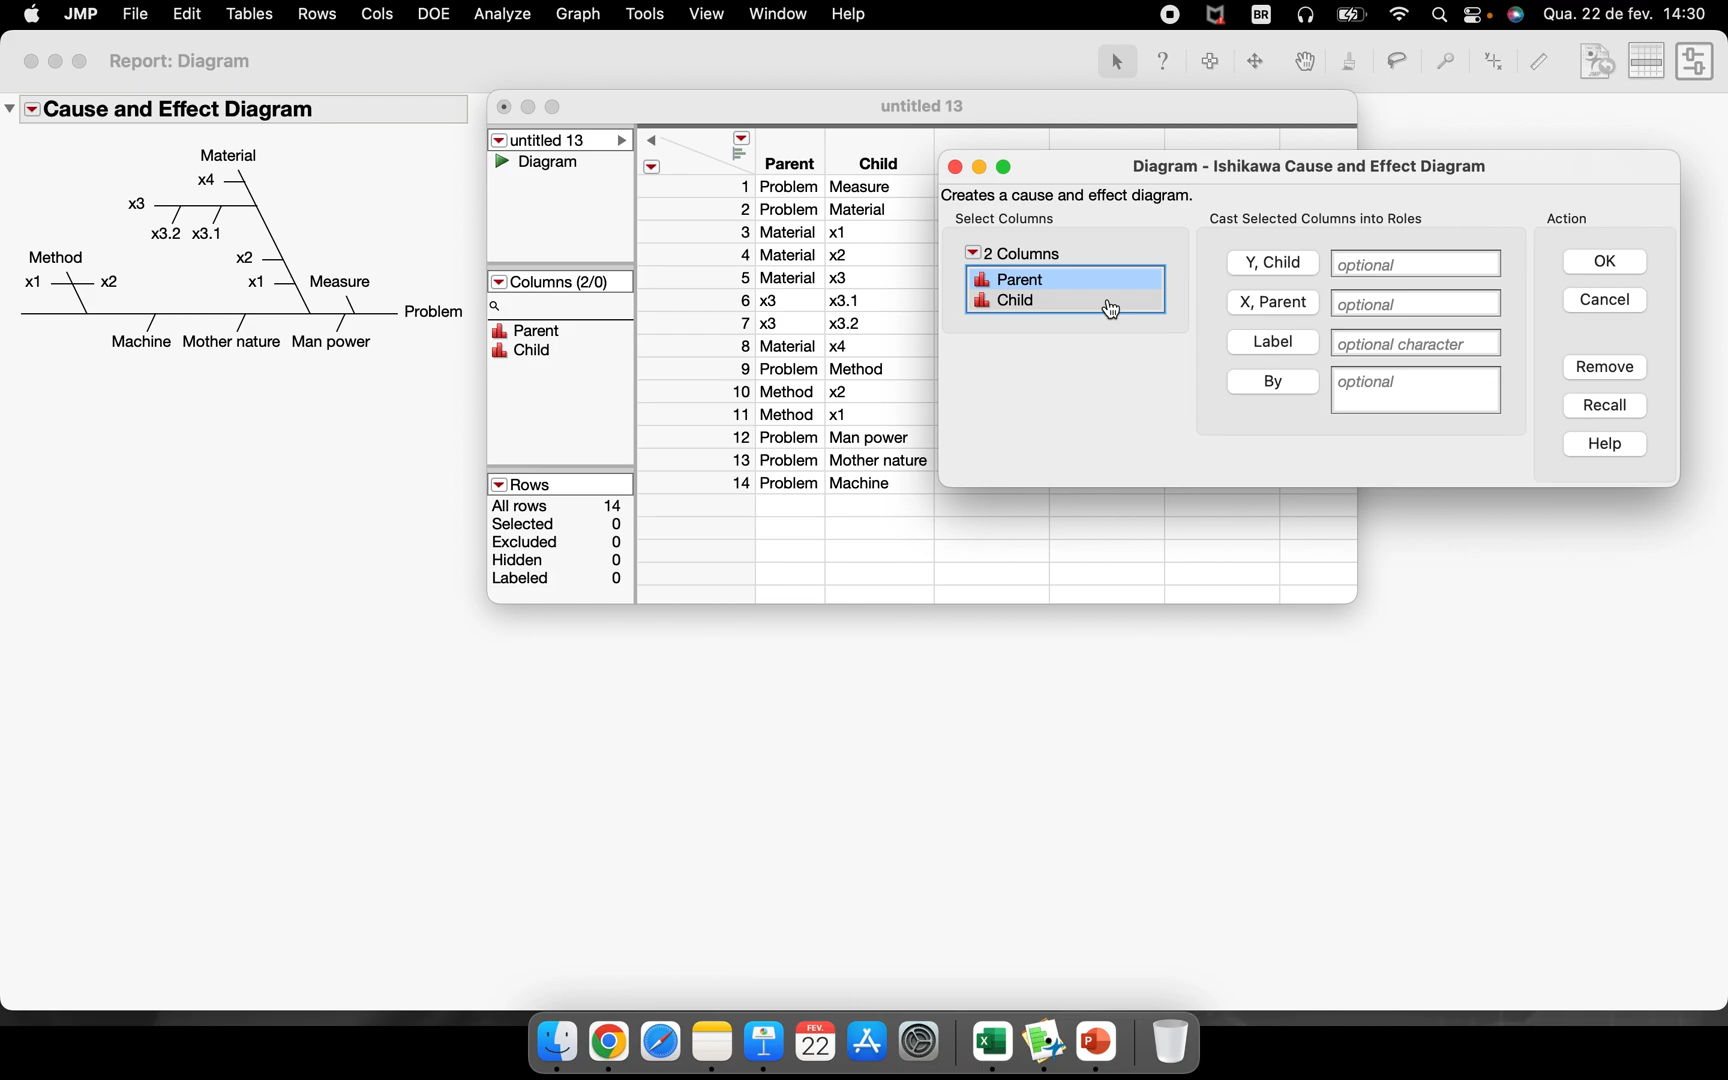 JMP File Edit Tables Rows Cols DOE Analyze Graph Tools View Window Help BR Qua. 22 de fev. 14:30
Report: Diagram
Cause and Effect Diagram
Material
x4
x3
x3.2 x3.1
Method
x2
x1 x2
x1 Measure
Problem
Machine Mother nature Man power
untitled 13
untitled 13
Diagram
Columns (2/0)
Parent
Child
Rows
All rows 14
Selected 0
Excluded 0
Hidden 0
Labeled 0
Parent Child
1 Problem Measure
2 Problem Material
3 Material x1
4 Material x2
5 Material x3
6 x3 x3.1
7 x3 x3.2
8 Material x4
9 Problem Method
10 Method x2
11 Method x1
12 Problem Man power
13 Problem Mother nature
14 Problem Machine
Diagram - Ishikawa Cause and Effect Diagram
Creates a cause and effect diagram.
Select Columns
2 Columns
Parent
Child
Cast Selected Columns into Roles
Y, Child optional
X, Parent optional
Label optional character
By optional
Action
OK
Cancel
Remove
Recall
Help
FEV.
22